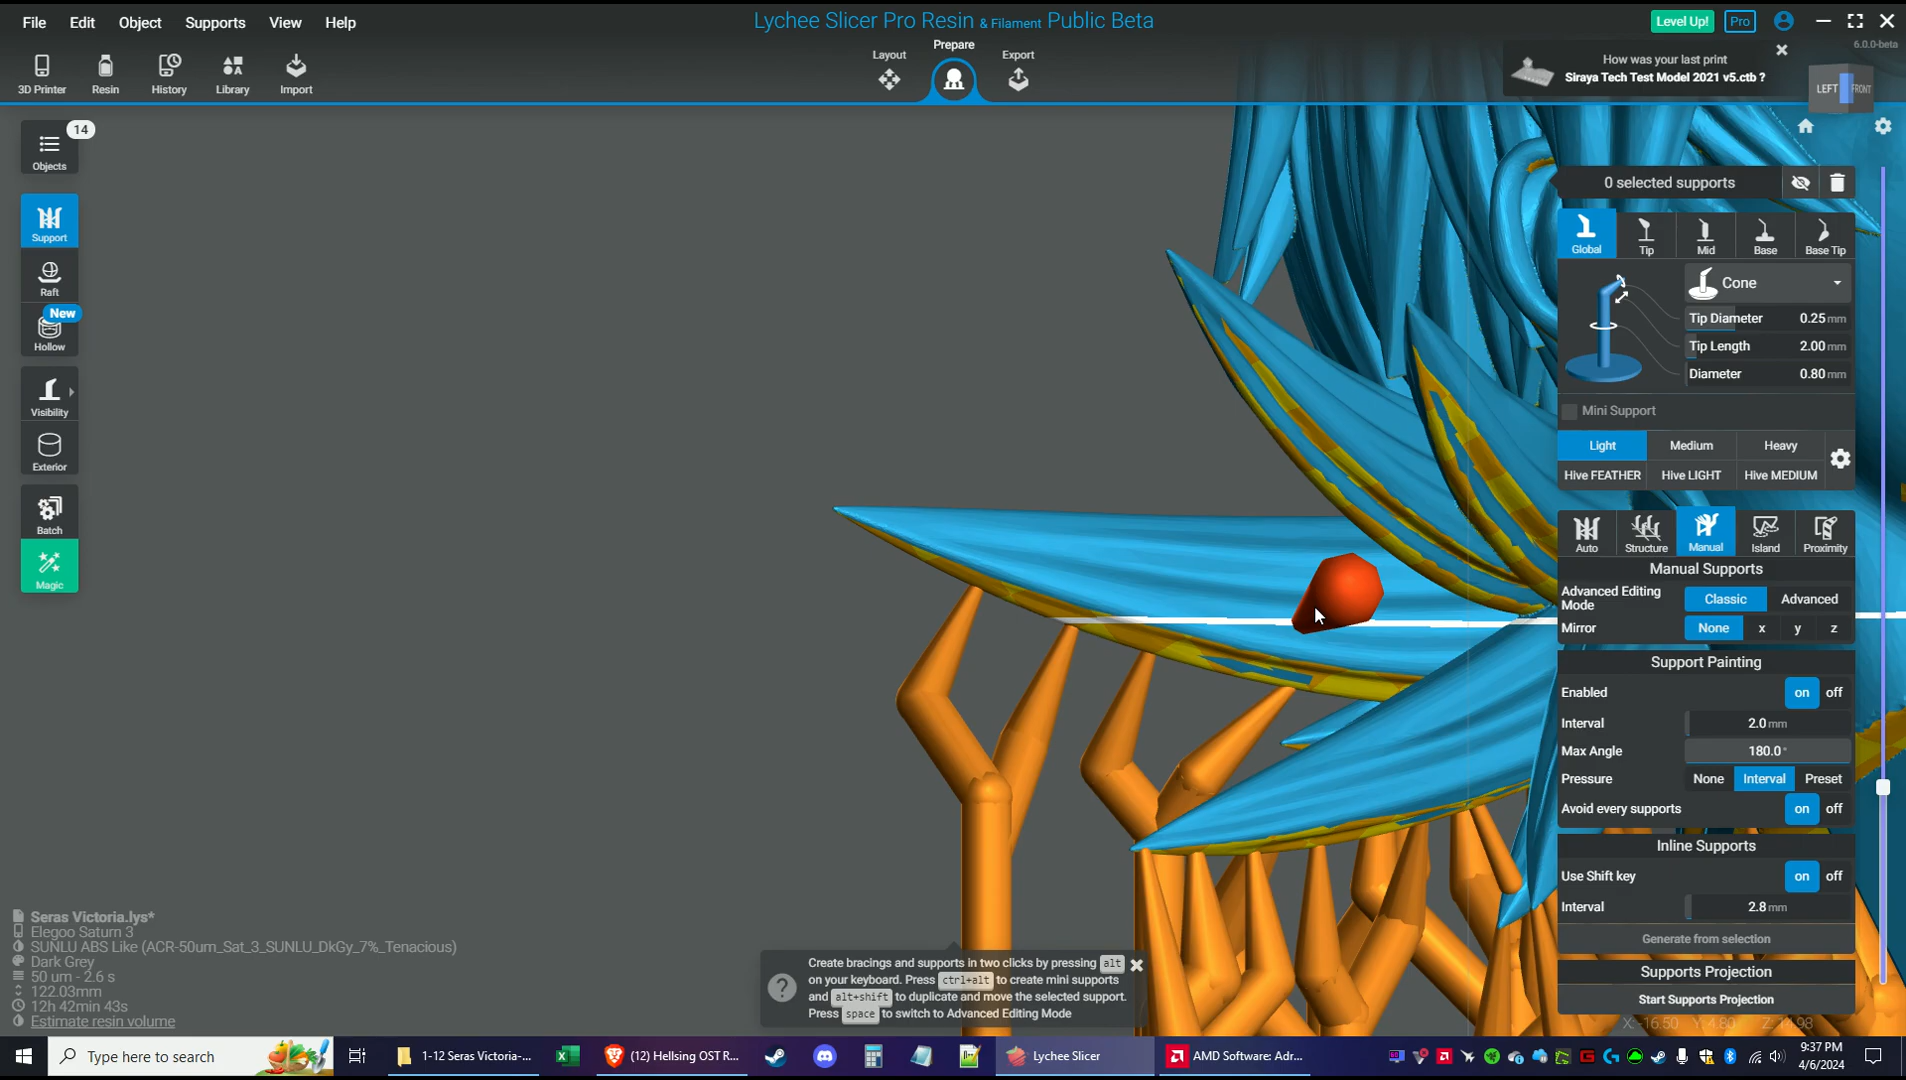 File Edit Object Supports View Help
Lychee Slicer Pro Resin & Filament Public Beta
Level Up! Pro
6.0.0-beta
3D Printer Resin History Library Import
Layout Prepare Export
How was your last print
Siraya Tech Test Model 2021 v5.ctb ?
LEFT FRONT
14
Objects
Support
Raft
New
Hollow
Visibility
Exterior
Batch
Magic
0 selected supports
Global Tip Mid Base Base Tip
Cone
Tip Diameter 0.25 mm
Tip Length 2.00 mm
Diameter 0.80 mm
Mini Support
Light Medium Heavy
Hive FEATHER Hive LIGHT Hive MEDIUM
Auto Structure Manual Island Proximity
Manual Supports
Advanced Editing Mode Classic Advanced
Mirror None x y z
Support Painting
Enabled on off
Interval 2.0 mm
Max Angle 180.0 °
Pressure None Interval Preset
Avoid every supports on off
Inline Supports
Use Shift key on off
Interval 2.8 mm
Generate from selection
Supports Projection
Start Supports Projection
X: -16.50 Y: 4.80 Z: 14.98
Seras Victoria.lys*
Elegoo Saturn 3
SUNLU ABS Like (ACR-50um_Sat_3_SUNLU_DkGy_7%_Tenacious)
Dark Grey
50 um - 2.6 s
122.03mm
12h 42min 43s
Estimate resin volume
Create bracings and supports in two clicks by pressing alt
on your keyboard. Press ctrl+alt to create mini supports
and alt+shift to duplicate and move the selected support.
Press space to switch to Advanced Editing Mode
Type here to search
1-12 Seras Victoria-...
(12) Hellsing OST R...
Lychee Slicer
AMD Software: Adr...
9:37 PM
4/6/2024